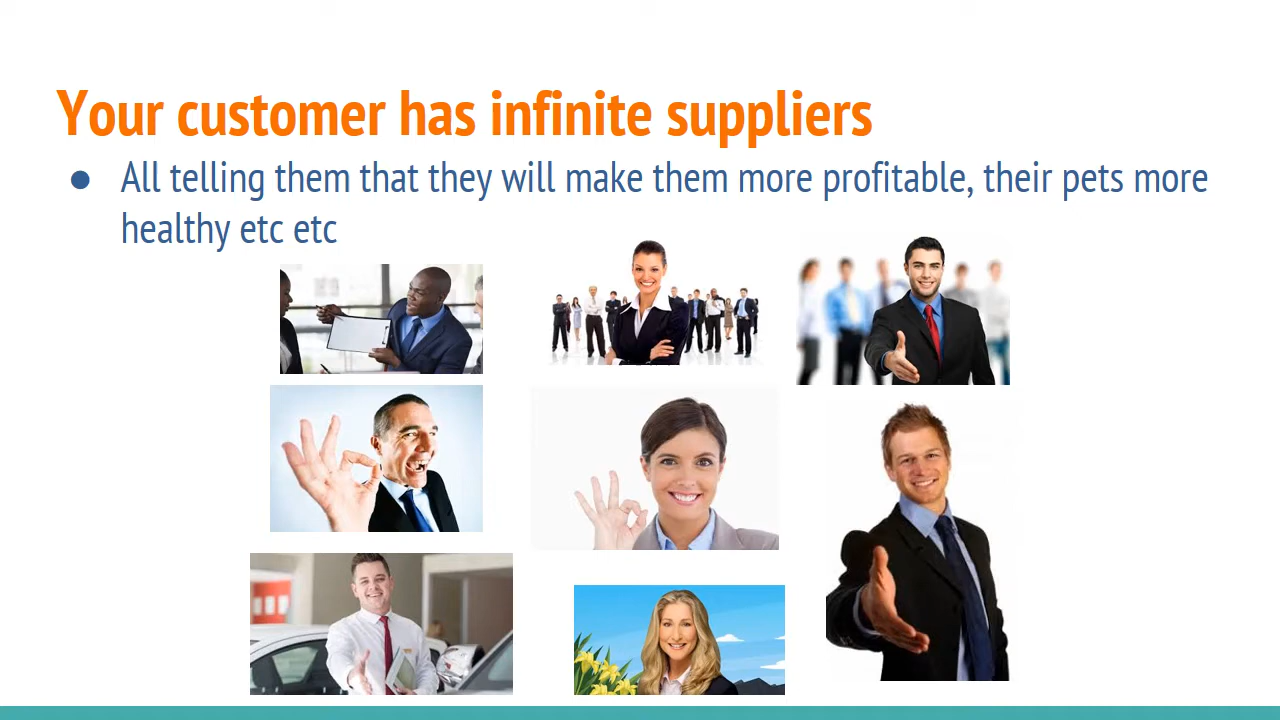 Your customer has infinite suppliers
● All telling them that they will make them more profitable, their pets more
healthy etc etc